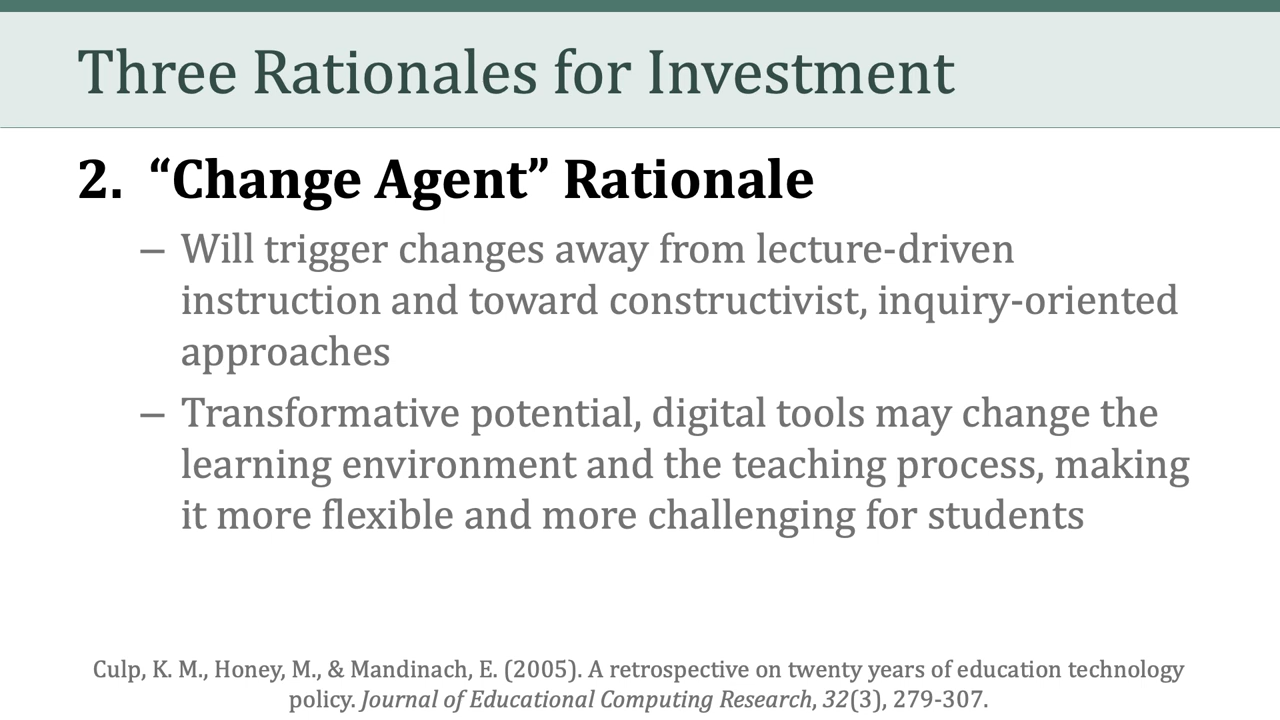 Three Rationales for Investment
2. “Change Agent” Rationale
– Will trigger changes away from lecture-driven
instruction and toward constructivist, inquiry-oriented
approaches
– Transformative potential, digital tools may change the
learning environment and the teaching process, making
it more flexible and more challenging for students
Culp, K. M., Honey, M., & Mandinach, E. (2005). A retrospective on twenty years of education technology
policy. Journal of Educational Computing Research, 32(3), 279-307.